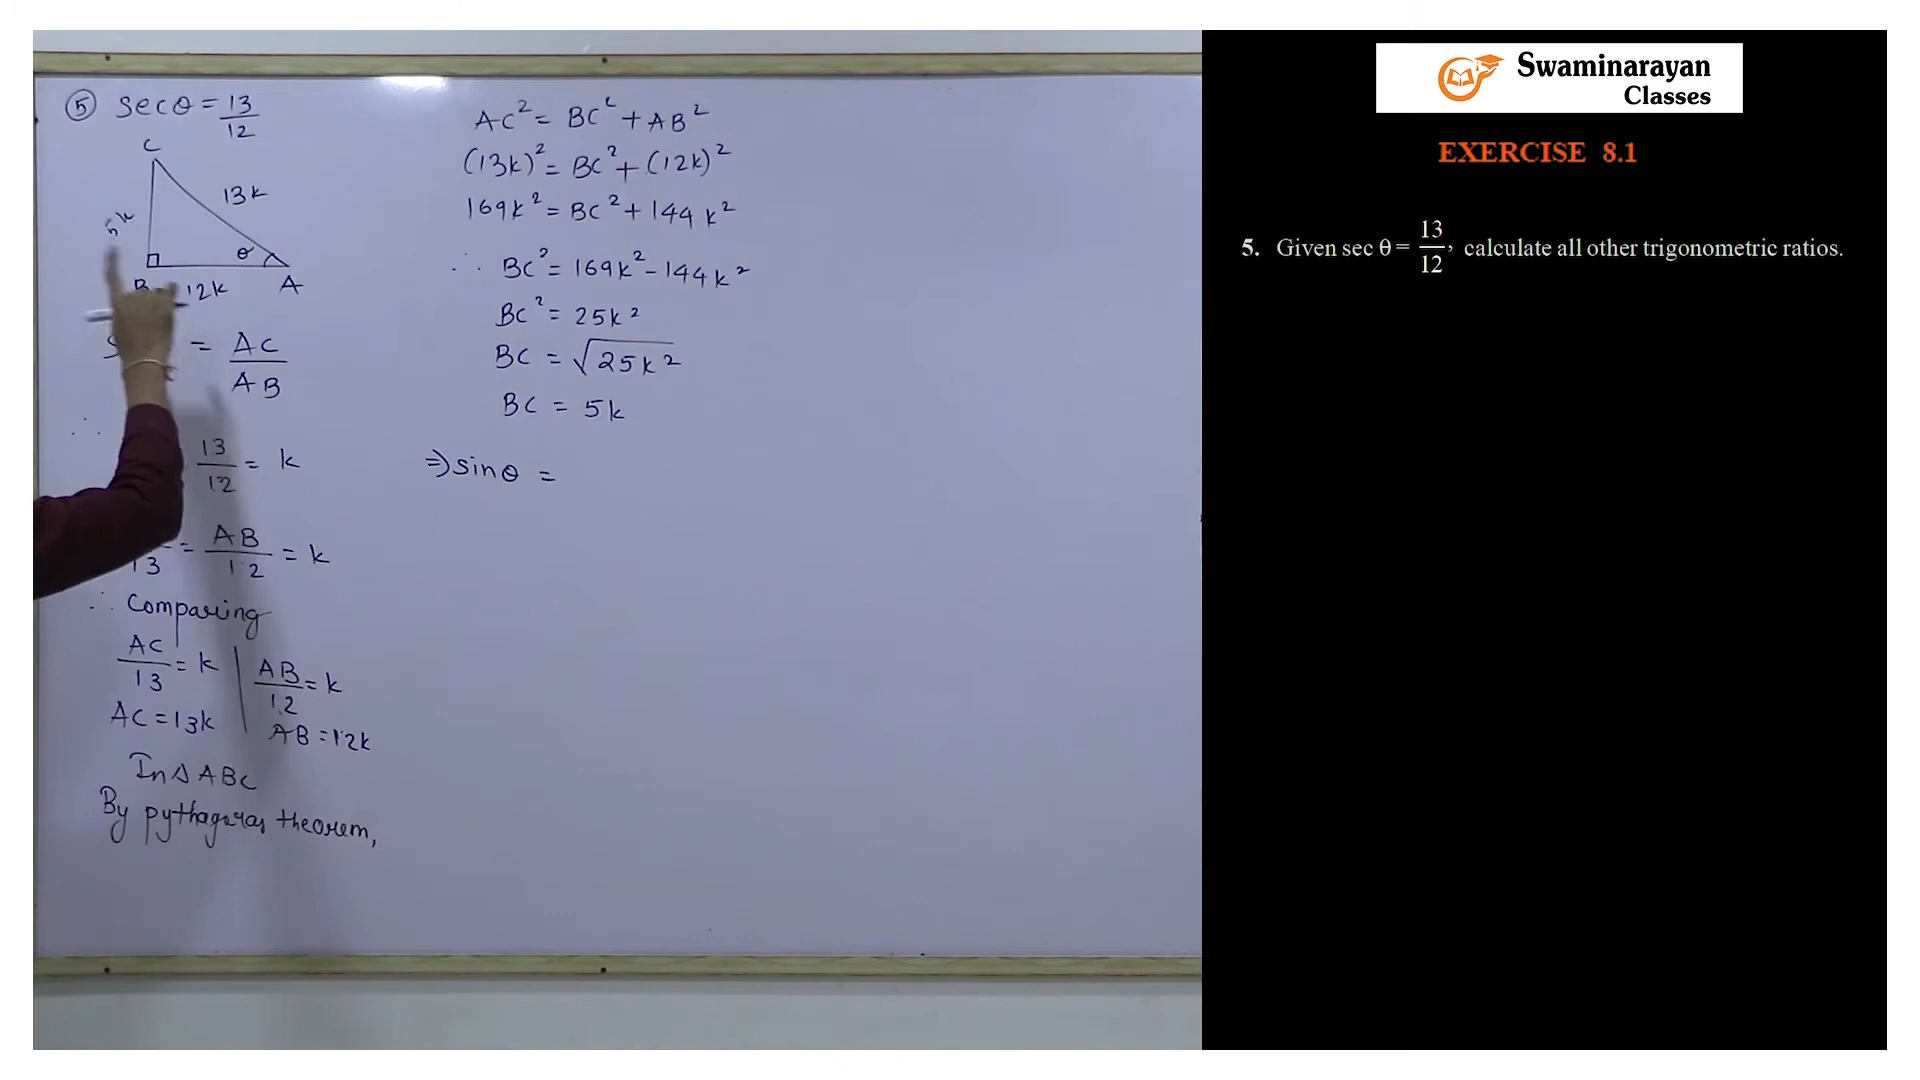 ⑤ secθ = 13/12
C
13k
5k
θ
B 12k A
= AC/AB
∴
13/12 = k
13 = AB/12 = k
∴ Comparing
AC/13 = k | AB/12 = k
AC = 13k | AB = 12k
In △ ABC
By pythagoras theorem,
AC² = BC² + AB²
(13k)² = BC² + (12k)²
169k² = BC² + 144k²
∴ BC² = 169k² - 144k²
BC² = 25k²
BC = √25k²
BC = 5k
⇒ sinθ =
Swaminarayan
Classes
EXERCISE 8.1
5. Given sec θ = 13/12, calculate all other trigonometric ratios.